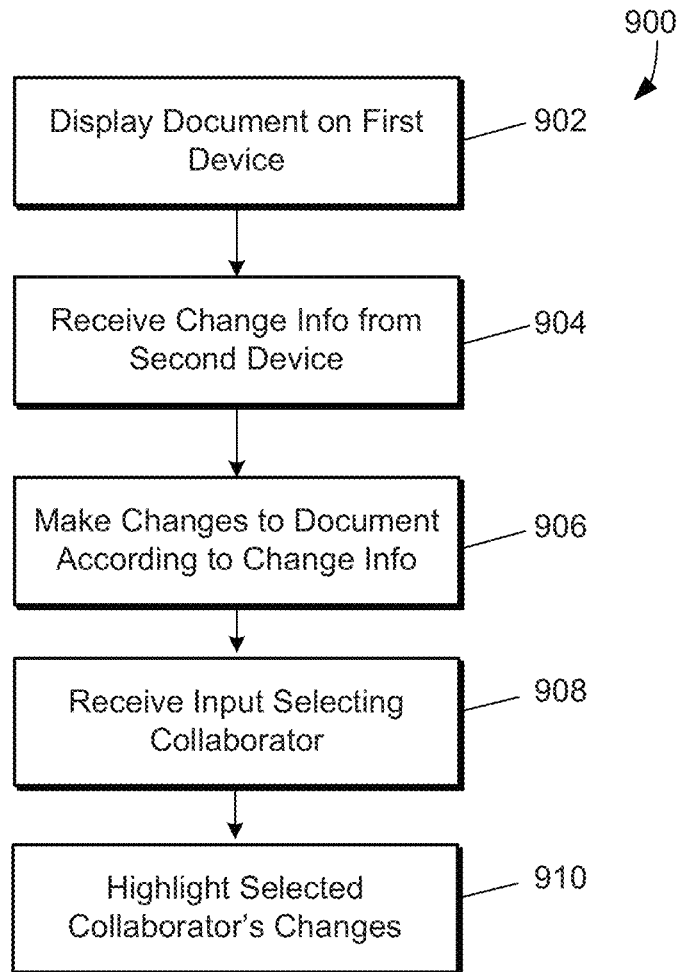 900
Display Document on First
Device
902
Receive Change Info from
Second Device
904
Make Changes to Document
According to Change Info
906
Receive Input Selecting
Collaborator
908
Highlight Selected
Collaborator's Changes
910